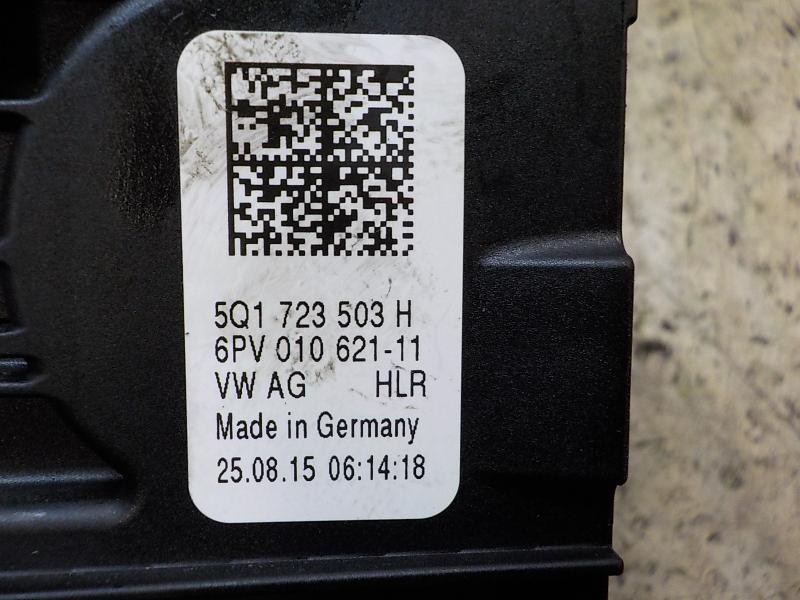 5Q1 723 503 H
6PV 010 621-11
VW AG HLR
Made in Germany
25.08.15 06:14:18